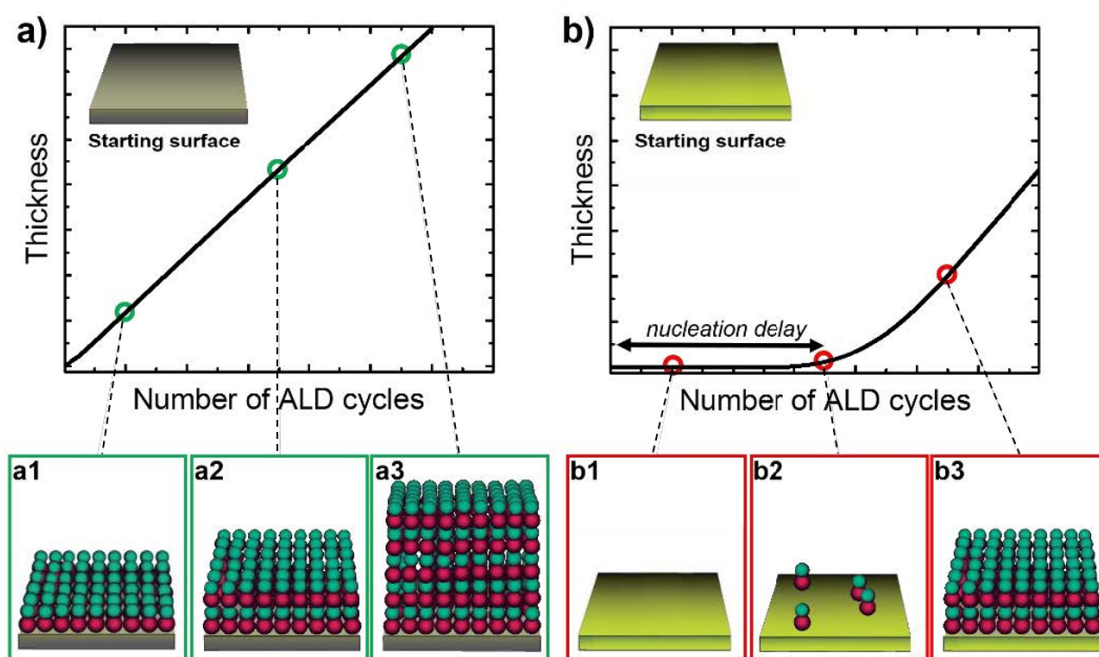 a)
Starting surface
Thickness
Number of ALD cycles
a1
a2
a3
b)
Starting surface
Thickness
nucleation delay
Number of ALD cycles
b1
b2
b3